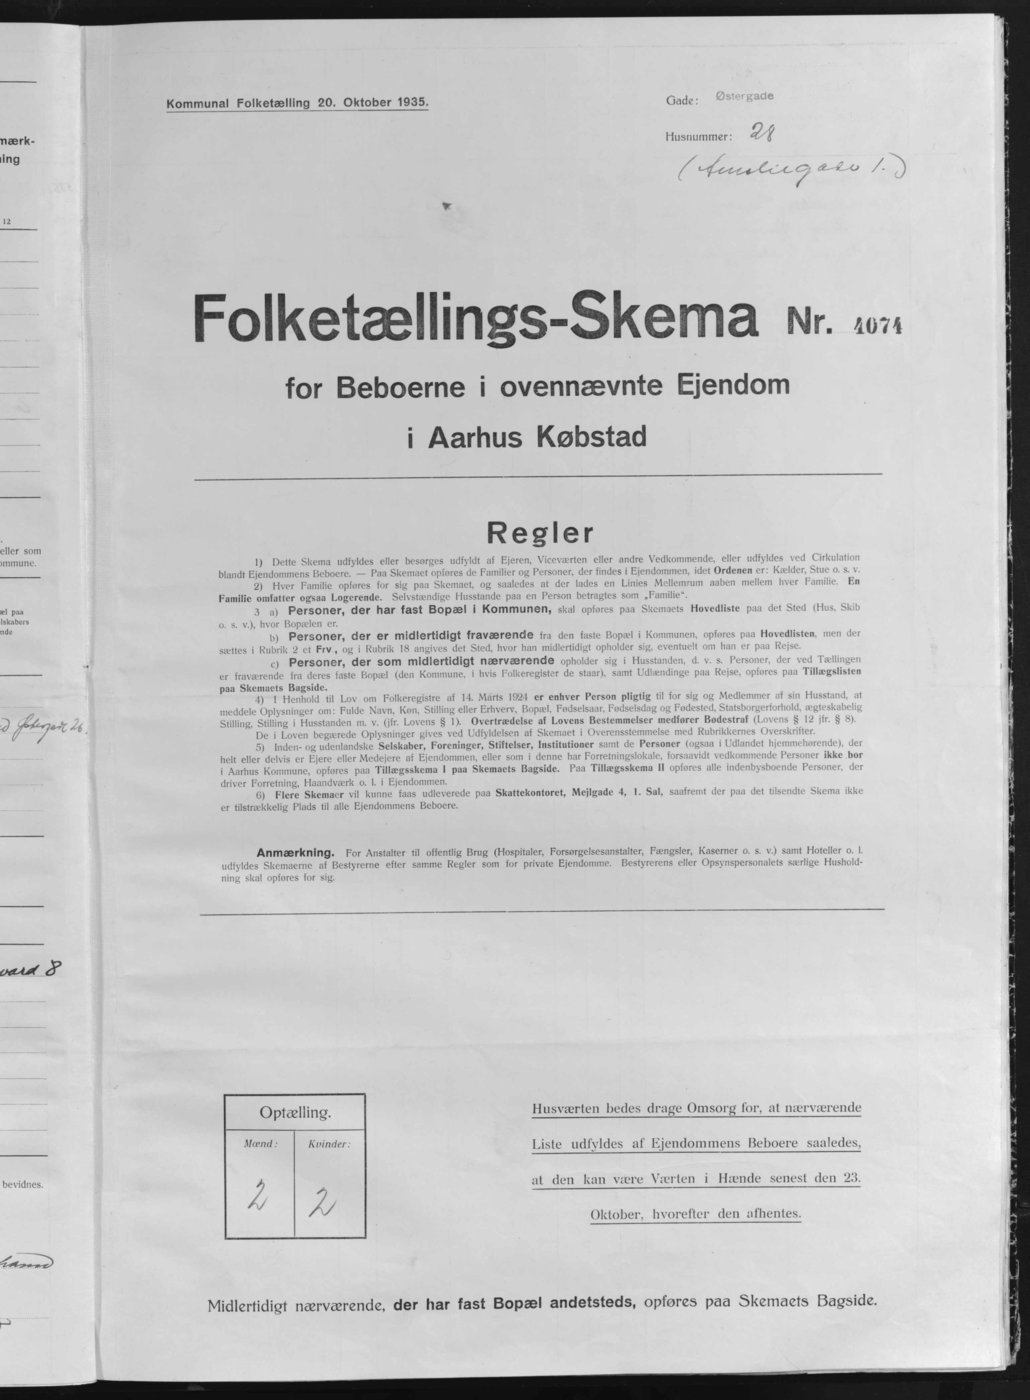 mærk-
ning
12
eller som
ommune.
el paa
lskabers
nde
vard 8
bevidnes.
Kommunal Folketælling 20. Oktober 1935.
Gade: Østergade
Husnummer: 28
(Ameliegade 1.)
Folketællings-Skema Nr. 4074
for Beboerne i ovennævnte Ejendom
i Aarhus Købstad
Regler
1) Dette Skema udfyldes eller besørges udfyldt af Ejeren, Viceværten eller andre Vedkommende, eller udfyldes ved Cirkulation
blandt Ejendommens Beboere. — Paa Skemaet opføres de Familier og Personer, der findes i Ejendommen, idet Ordenen er: Kælder, Stue o. s. v.
2) Hver Familie opføres for sig paa Skemaet, og saaledes at der lades en Linies Mellemrum aaben mellem hver Familie. En
Familie omfatter ogsaa Logerende. Selvstændige Husstande paa en Person betragtes som „Familie“.
3 a) Personer, der har fast Bopæl i Kommunen, skal opføres paa Skemaets Hovedliste paa det Sted (Hus, Skib
o. s. v.), hvor Bopælen er.
b) Personer, der er midlertidigt fraværende fra den faste Bopæl i Kommunen, opføres paa Hovedlisten, men der
sættes i Rubrik 2 et Frv., og i Rubrik 18 angives det Sted, hvor han midlertidigt opholder sig, eventuelt om han er paa Rejse.
c) Personer, der som midlertidigt nærværende opholder sig i Husstanden, d. v. s. Personer, der ved Tællingen
er fraværende fra deres faste Bopæl (den Kommune, i hvis Folkeregister de staar), samt Udlændinge paa Rejse, opføres paa Tillægslisten
paa Skemaets Bagside.
4) I Henhold til Lov om Folkeregistre af 14. Marts 1924 er enhver Person pligtig til for sig og Medlemmer af sin Husstand, at
meddele Oplysninger om: Fulde Navn, Køn, Stilling eller Erhverv, Bopæl, Fødselsaar, Fødselsdag og Fødested, Statsborgerforhold, ægteskabelig
Stilling, Stilling i Husstanden m. v. (jfr. Lovens § 1). Overtrædelse af Lovens Bestemmelser medfører Bødestraf (Lovens § 12 jfr. § 8).
De i Loven begærede Oplysninger gives ved Udfyldelsen af Skemaet i Overensstemmelse med Rubrikkernes Overskrifter.
5) Inden- og udenlandske Selskaber, Foreninger, Stiftelser, Institutioner samt de Personer (ogsaa i Udlandet hjemmehørende), der
helt eller delvis er Ejere eller Medejere af Ejendommen, eller som i denne har Forretningslokale, forsaavidt vedkommende Personer ikke bor
i Aarhus Kommune, opføres paa Tillægsskema I paa Skemaets Bagside. Paa Tillægsskema II opføres alle indenbysboende Personer, der
driver Forretning, Haandværk o. l. i Ejendommen.
6) Flere Skemaer vil kunne faas udleverede paa Skattekontoret, Mejlgade 4, 1. Sal, saafremt der paa det tilsendte Skema ikke
er tilstrækkelig Plads til alle Ejendommens Beboere.
Anmærkning. For Anstalter til offentlig Brug (Hospitaler, Forsørgelsesanstalter, Fængsler, Kaserner o. s. v.) samt Hoteller o. l.
udfyldes Skemaerne af Bestyrerne efter samme Regler som for private Ejendomme. Bestyrerens eller Opsynspersonalets særlige Hushold-
ning skal opføres for sig.
Optælling.
Mænd: Kvinder:
2 2
Husværten bedes drage Omsorg for, at nærværende
Liste udfyldes af Ejendommens Beboere saaledes,
at den kan være Værten i Hænde senest den 23.
Oktober, hvorefter den afhentes.
Midlertidigt nærværende, der har fast Bopæl andetsteds, opføres paa Skemaets Bagside.